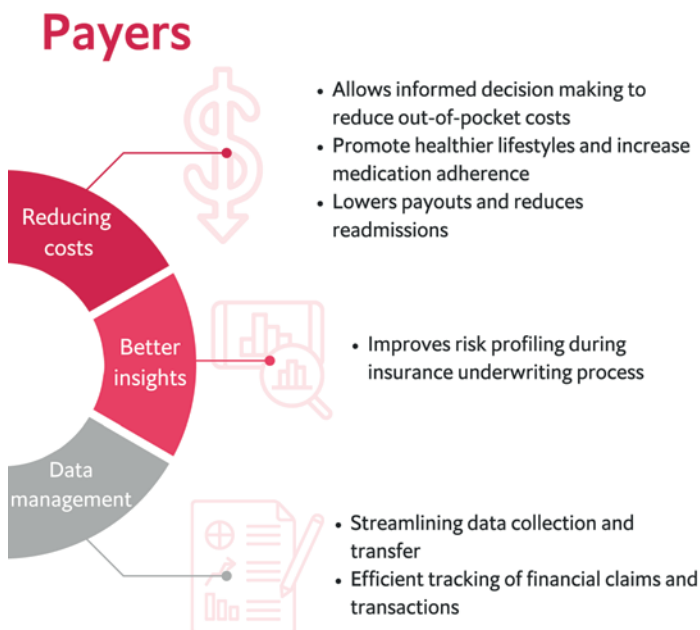 Payers
• Allows informed decision making to
reduce out-of-pocket costs
• Promote healthier lifestyles and increase
medication adherence
• Lowers payouts and reduces
readmissions
Reducing
costs
Better
insights
• Improves risk profiling during
insurance underwriting process
Data
management
• Streamlining data collection and
transfer
• Efficient tracking of financial claims and
transactions